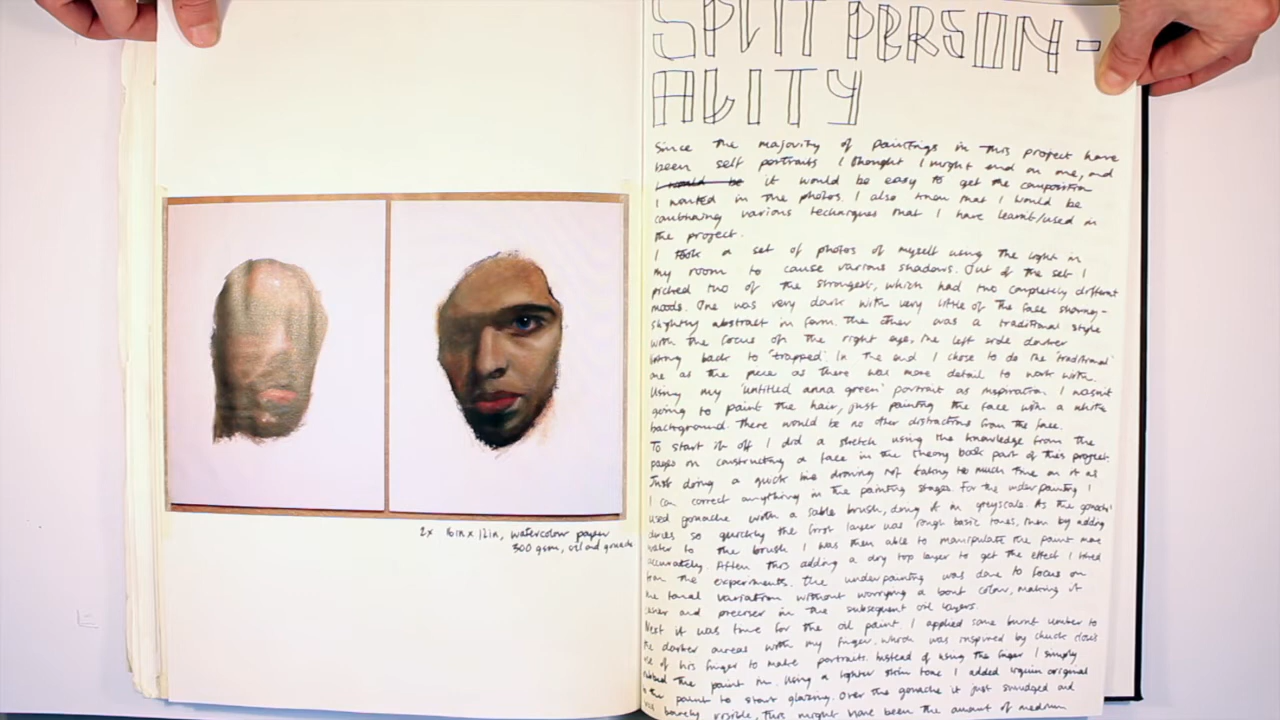 SPLIT PERSON-
ALITY
Since the majority of paintings in this project have
been self portraits I thought I might end on one, and
I would be it would be easy to get the composition
I wanted in the photos. I also knew that I would be
combining various techniques that I have learnt/used in
the project.
I took a set of photos of myself using the light in
my room to cause various shadows. Out of the set I
picked two of the strongest, which had two completely different
moods. One was very dark with very little of the face showing-
slightly abstract in form. The other was a traditional style
with the focus on the right eye, the left side darker
back to 'trapped'. In the end I chose to do the 'traditional'
one as the piece as there was more detail to work with.
Using my 'untitled anna green' portrait as inspiration I wasn't
going to paint the hair, just painting the face with a white
background. There would be no other distractions from the face.
To start it off I did a sketch using the knowledge from the
pages on constructing a face in the theory book part of this project.
Just doing a quick line drawing not taking to much time on it as
I can correct anything in the painting stages. For the underpainting I
used gouache with a sable brush, doing it in greyscale. As the gouache
dries so quickly the first layer was rough basic tones, then by adding
water to the brush I was then able to manipulate the paint more
accurately. After this adding a dry top layer to get the effect I liked
from the experiments. The underpainting was done to focus on
the tonal variation without worrying a bout colour, making it
and preciser in the subsequent oil layers.
Next it was time for the oil paint. I applied some burnt umber to
the darker areas with my finger, which was inspired by chuck close's
use of his finger to make portraits. Instead of using the finger I simply
rubbed the paint in. Using a lighter skin tone I added liquin original
to the paint to start glazing. Over the gouache it just smudged and
was barely visible, this might have been the amount of medium
2x 16in x 12in, watercolour paper
300 gsm, oil and gouache